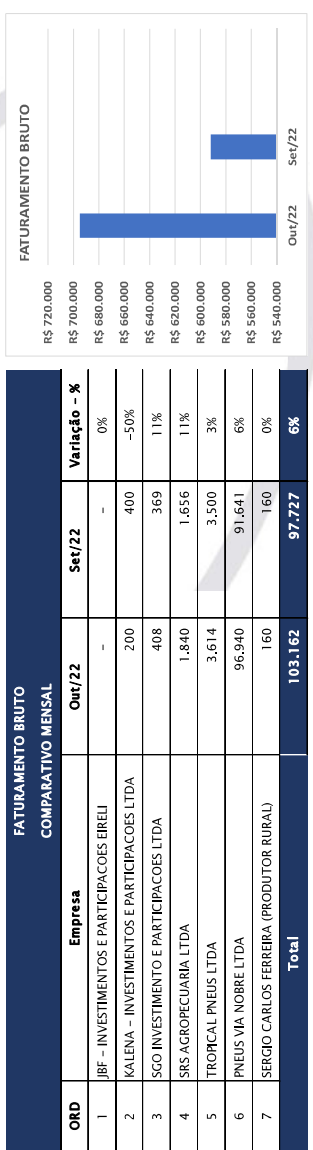 FATURAMENTO BRUTO
COMPARATIVO MENSAL
ORD Empresa Out/22 Set/22 Variação - %
1 JBF - INVESTIMENTOS E PARTICIPACOES EIRELI - - 0%
2 KALENA - INVESTIMENTOS E PARTICIPACOES LTDA 200 400 -50%
3 SGO INVESTIMENTO E PARTICIPACOES LTDA 408 369 11%
4 SRS AGROPECUARIA LTDA 1.840 1.656 11%
5 TROPICAL PNEUS LTDA 3.614 3.500 3%
6 PNEUS VIA NOBRE LTDA 96.940 91.641 6%
7 SERGIO CARLOS FERREIRA (PRODUTOR RURAL) 160 160 0%
Total 103.162 97.727 6%
FATURAMENTO BRUTO
R$ 720.000
R$ 700.000
R$ 680.000
R$ 660.000
R$ 640.000
R$ 620.000
R$ 600.000
R$ 580.000
R$ 560.000
R$ 540.000
Out/22 Set/22